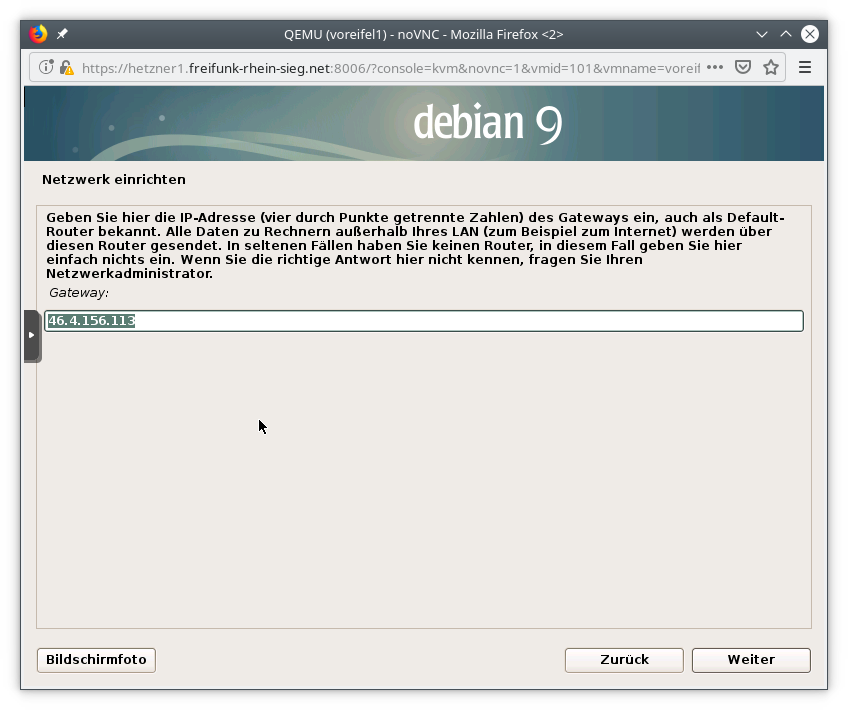 QEMU (voreifel1) - noVNC - Mozilla Firefox <2>
https://hetzner1.freifunk-rhein-sieg.net:8006/?console=kvm&novnc=1&vmid=101&vmname=voreif
debian 9
Netzwerk einrichten
Geben Sie hier die IP-Adresse (vier durch Punkte getrennte Zahlen) des Gateways ein, auch als Default-
Router bekannt. Alle Daten zu Rechnern außerhalb Ihres LAN (zum Beispiel zum Internet) werden über
diesen Router gesendet. In seltenen Fällen haben Sie keinen Router, in diesem Fall geben Sie hier
einfach nichts ein. Wenn Sie die richtige Antwort hier nicht kennen, fragen Sie Ihren
Netzwerkadministrator.
Gateway:
46.4.156.113
Bildschirmfoto
Zurück
Weiter